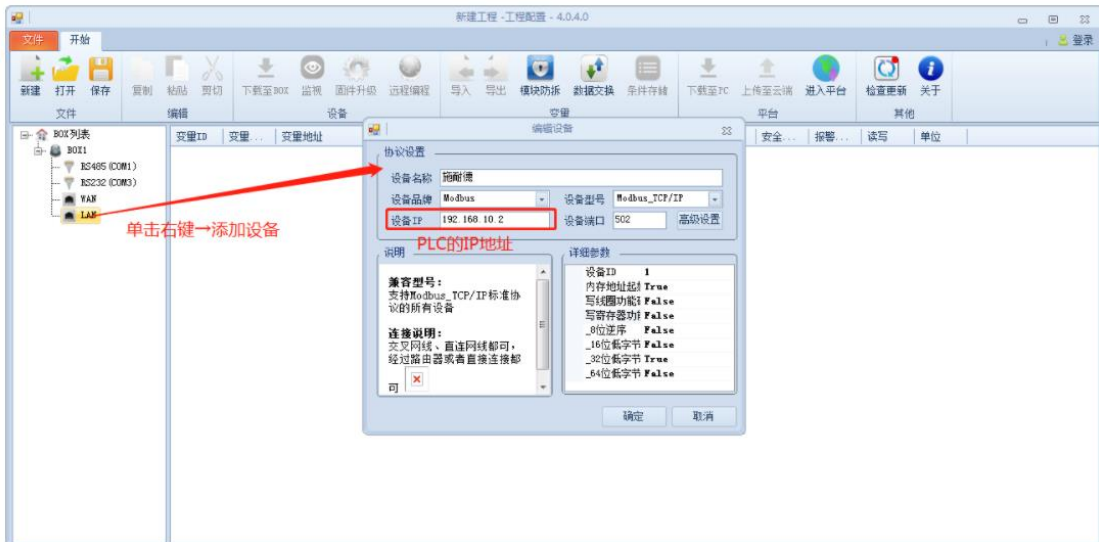 新建工程 -工程配置 - 4.0.4.0
文件 开始 登录
新建 打开 保存 复制 粘贴 剪切 下载至BOX 监视 固件升级 远程编程 导入 导出 模块防拆 数据交换 条件存储 下载至PC 上传至云端 进入平台 检查更新 关于
文件 编辑 设备 变量 平台 其他
BOX列表
BOX1
RS485(COM1)
RS232(COM3)
WAN
LAN
变量ID 变量... 变量地址 安全... 报警... 读写 单位
单击右键→添加设备
编辑设备
协议设置
设备名称 施耐德
设备品牌 Modbus 设备型号 Modbus_TCP/IP
设备IP 192.168.10.2 设备端口 502 高级设置
PLC的IP地址
说明
兼容型号:
支持Modbus_TCP/IP标准协
议的所有设备
连接说明:
交叉网线、直连网线都可,
经过路由器或者直接连接都
可
详细参数
设备ID 1
内存地址起 True
写线圈功能 False
写寄存器功 False
_8位逆序 False
_16位低字节 False
_32位低字节 True
_64位低字节 False
确定 取消